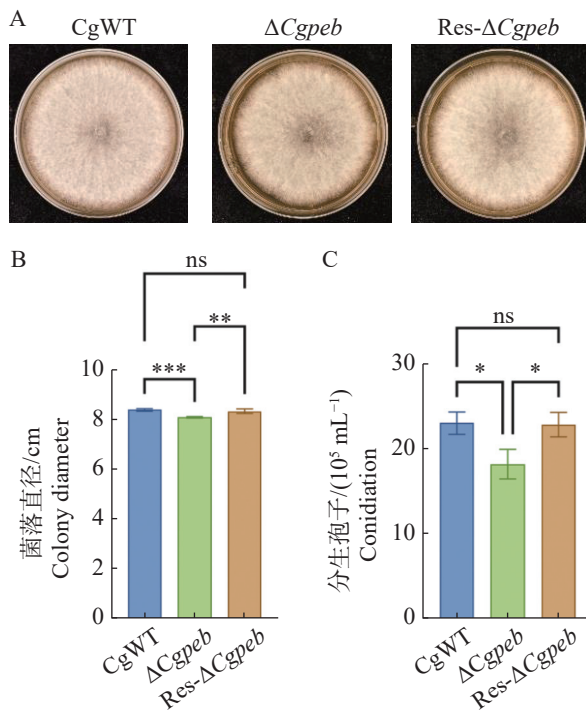 A
CgWT
ΔCgpeb
Res-ΔCgpeb
B
ns
**
***
10
8
6
4
2
0
菌落直径/cm
Colony diameter
CgWT
ΔCgpeb
Res-ΔCgpeb
C
ns
*
*
30
20
10
0
分生孢子/(10⁵ mL⁻¹)
Conidiation
CgWT
ΔCgpeb
Res-ΔCgpeb